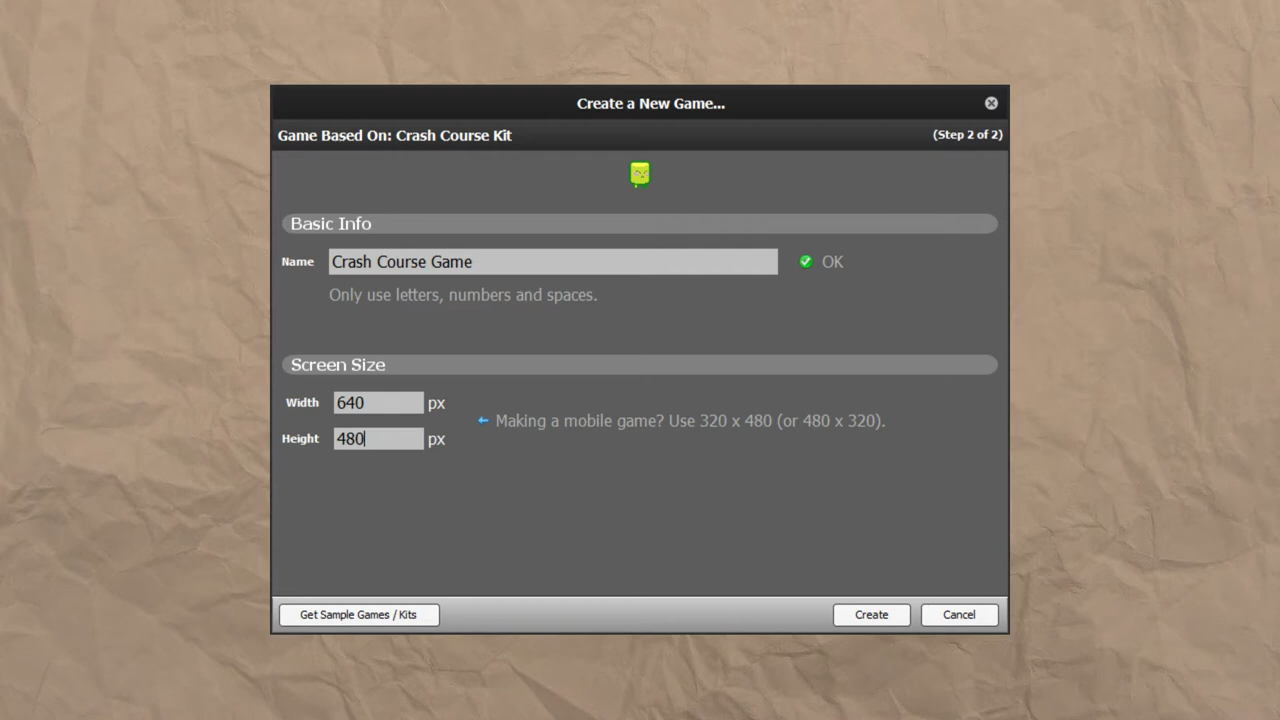 Create a New Game...
Game Based On: Crash Course Kit
(Step 2 of 2)
Basic Info
Name
Crash Course Game
OK
Only use letters, numbers and spaces.
Screen Size
Width
640
px
Making a mobile game? Use 320 x 480 (or 480 x 320).
Height
480
px
Get Sample Games / Kits
Create
Cancel